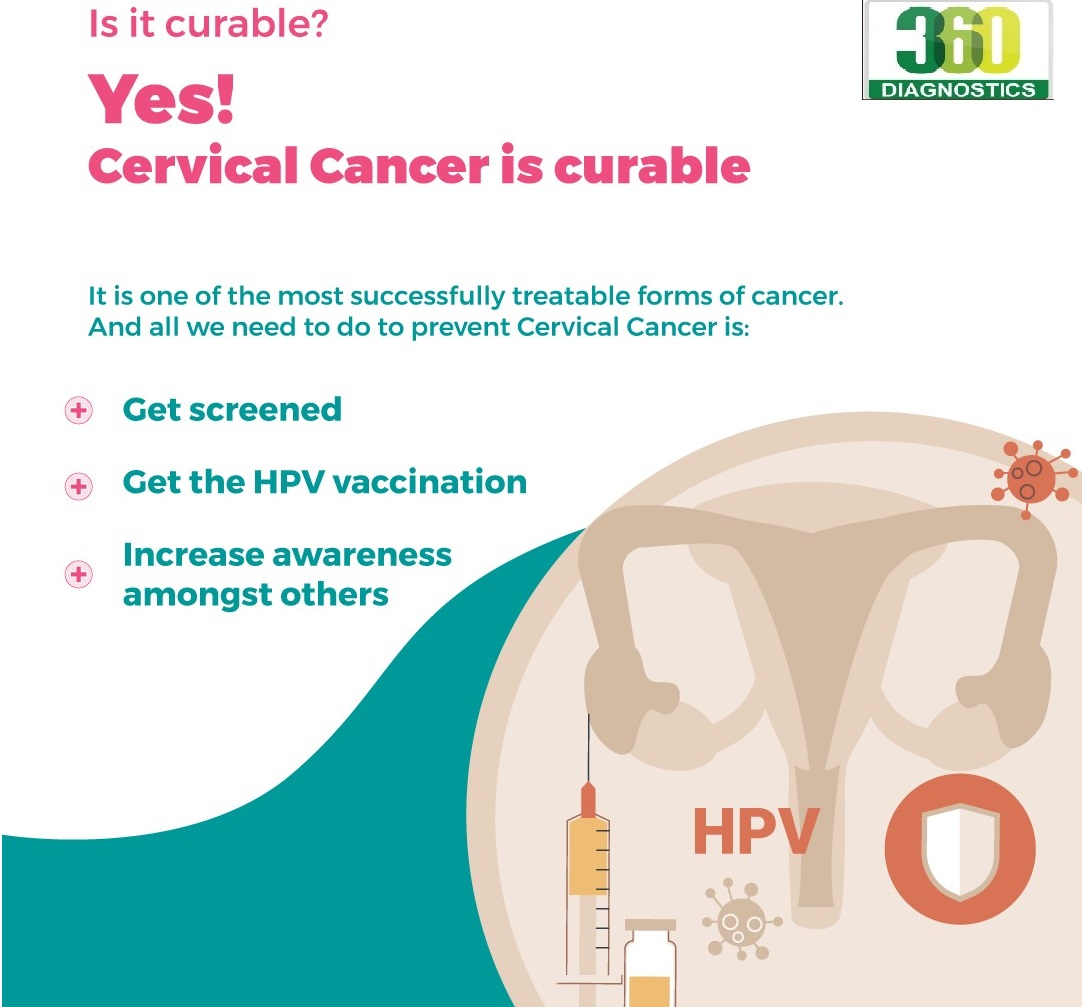 Is it curable?
360
DIAGNOSTICS
Yes!
Cervical Cancer is curable
It is one of the most successfully treatable forms of cancer.
And all we need to do to prevent Cervical Cancer is:
Get screened
Get the HPV vaccination
Increase awareness
amongst others
HPV